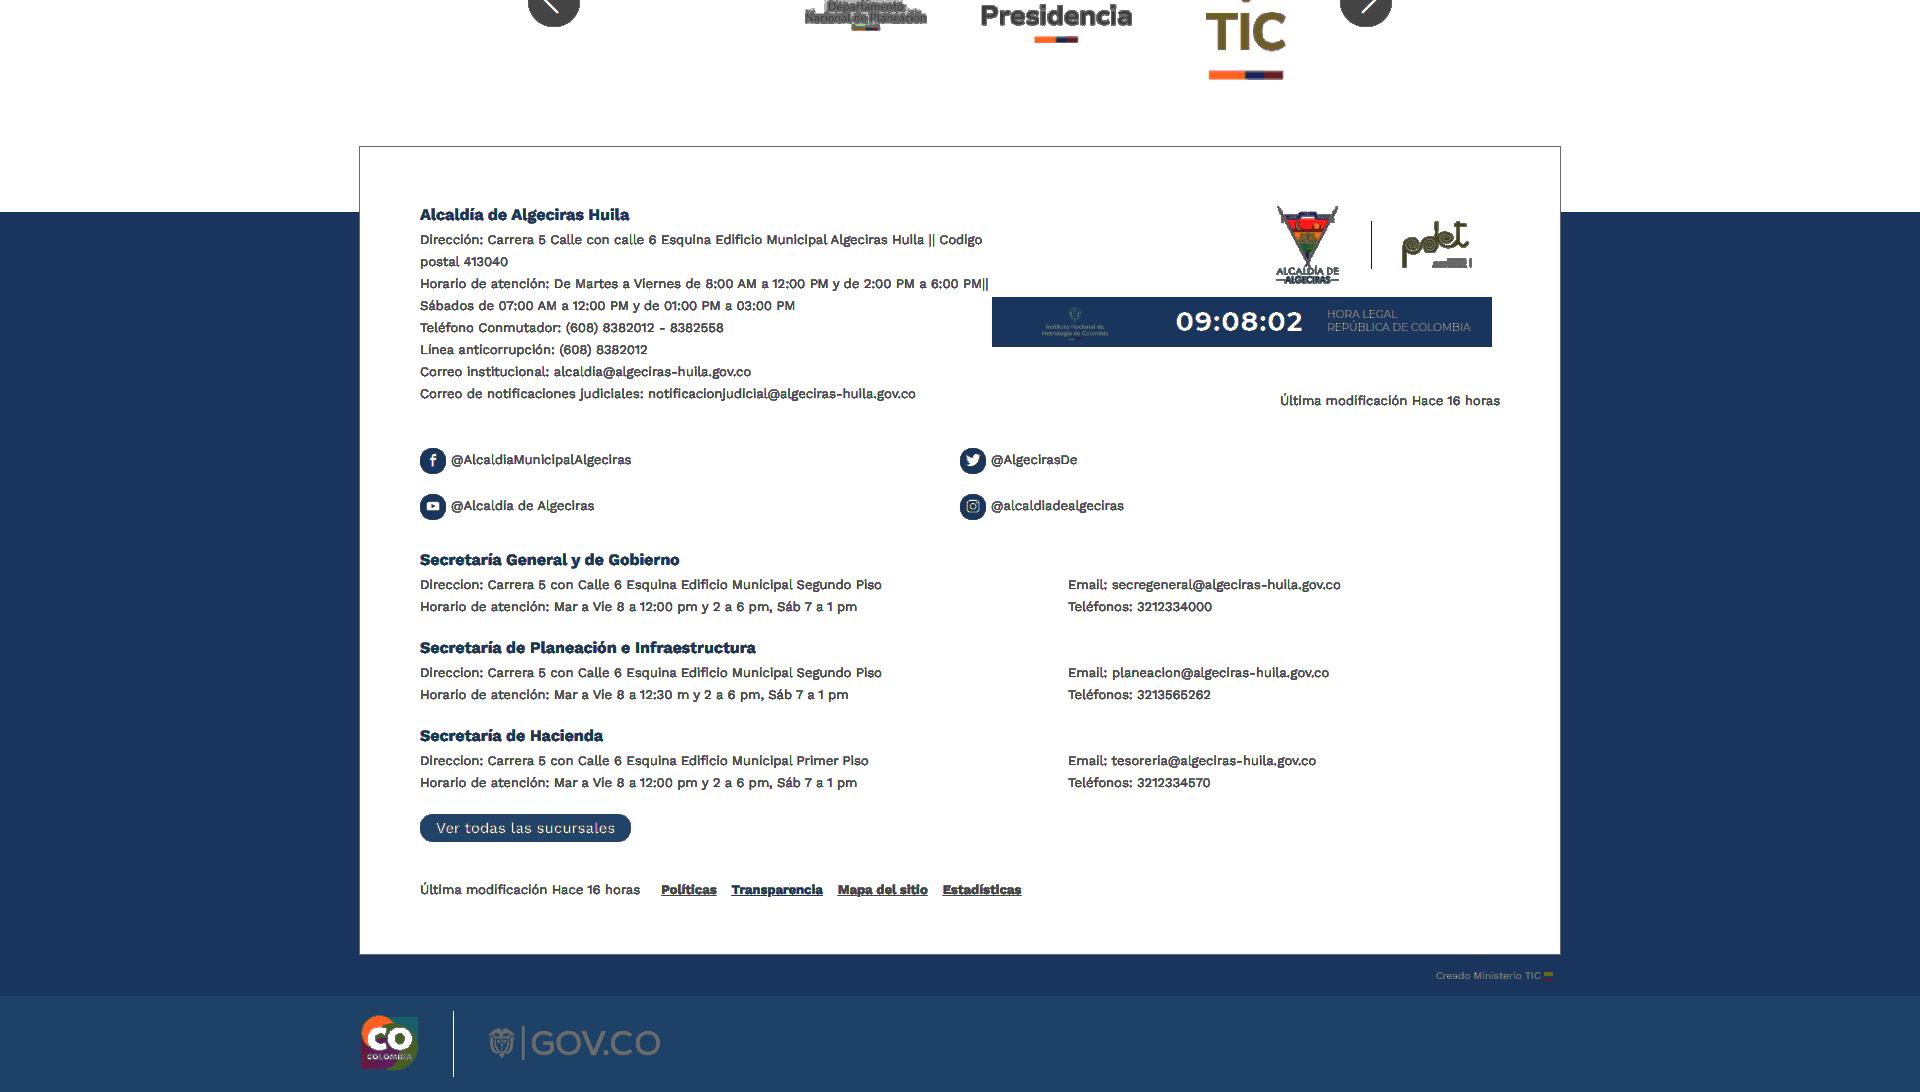 Departamento
Nacional de Planeación
Presidencia
TIC
Alcaldía de Algeciras Huila
Dirección: Carrera 5 Calle con calle 6 Esquina Edificio Municipal Algeciras Huila || Codigo
postal 413040
Horario de atención: De Martes a Viernes de 8:00 AM a 12:00 PM y de 2:00 PM a 6:00 PM||
Sábados de 07:00 AM a 12:00 PM y de 01:00 PM a 03:00 PM
Teléfono Conmutador: (608) 8382012 - 8382558
Línea anticorrupción: (608) 8382012
Correo institucional: alcaldia@algeciras-huila.gov.co
Correo de notificaciones judiciales: notificacionjudicial@algeciras-huila.gov.co
ALCALDÍA DE
ALGECIRAS
pdet
Instituto Nacional de
Metrología de Colombia
09:08:02
HORA LEGAL
REPÚBLICA DE COLOMBIA
Última modificación Hace 16 horas
@AlcaldiaMunicipalAlgeciras
@AlgecirasDe
@Alcaldía de Algeciras
@alcaldiadealgeciras
Secretaría General y de Gobierno
Direccion: Carrera 5 con Calle 6 Esquina Edificio Municipal Segundo Piso
Horario de atención: Mar a Vie 8 a 12:00 pm y 2 a 6 pm, Sáb 7 a 1 pm
Email: secregeneral@algeciras-huila.gov.co
Teléfonos: 3212334000
Secretaría de Planeación e Infraestructura
Direccion: Carrera 5 con Calle 6 Esquina Edificio Municipal Segundo Piso
Horario de atención: Mar a Vie 8 a 12:30 m y 2 a 6 pm, Sáb 7 a 1 pm
Email: planeacion@algeciras-huila.gov.co
Teléfonos: 3213565262
Secretaría de Hacienda
Direccion: Carrera 5 con Calle 6 Esquina Edificio Municipal Primer Piso
Horario de atención: Mar a Vie 8 a 12:00 pm y 2 a 6 pm, Sáb 7 a 1 pm
Email: tesoreria@algeciras-huila.gov.co
Teléfonos: 3212334570
Ver todas las sucursales
Última modificación Hace 16 horas Políticas Transparencia Mapa del sitio Estadísticas
Creado Ministerio TIC
CO
COLOMBIA
GOV.CO